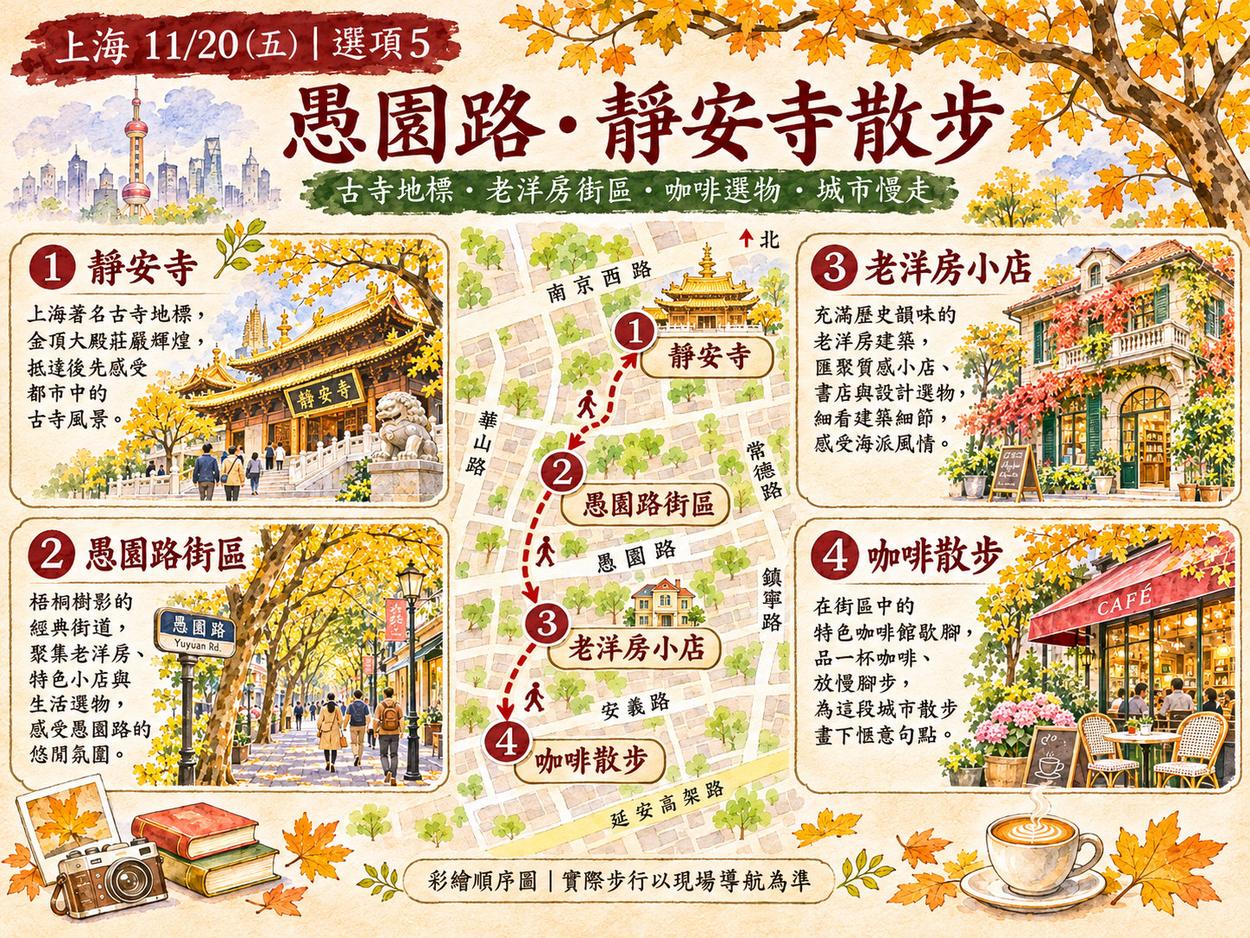 上海 11/20(五)|選項5
愚園路·靜安寺散步
古寺地標·老洋房街區·咖啡選物·城市慢走
1 靜安寺
上海著名古寺地標，
金頂大殿莊嚴輝煌，
抵達後先感受
都市中的
古寺風景。
靜安寺
2 愚園路街區
梧桐樹影的
經典街道，
聚集老洋房、
特色小店與
生活選物，
感受愚園路的
悠閒氛圍。
愚園路
Yuyuan Rd.
北
南京西路
1
靜安寺
華山路
常德路
2
愚園路街區
愚園路
鎮寧路
3
老洋房小店
安義路
4
咖啡散步
延安高架路
3 老洋房小店
充滿歷史韻味的
老洋房建築，
匯聚質感小店、
書店與設計選物，
細看建築細節，
感受海派風情。
4 咖啡散步
在街區中的
特色咖啡館歇腳，
品一杯咖啡、
放慢腳步，
為這段城市散步
畫下愜意句點。
CAFÉ
彩繪順序圖|實際步行以現場導航為準